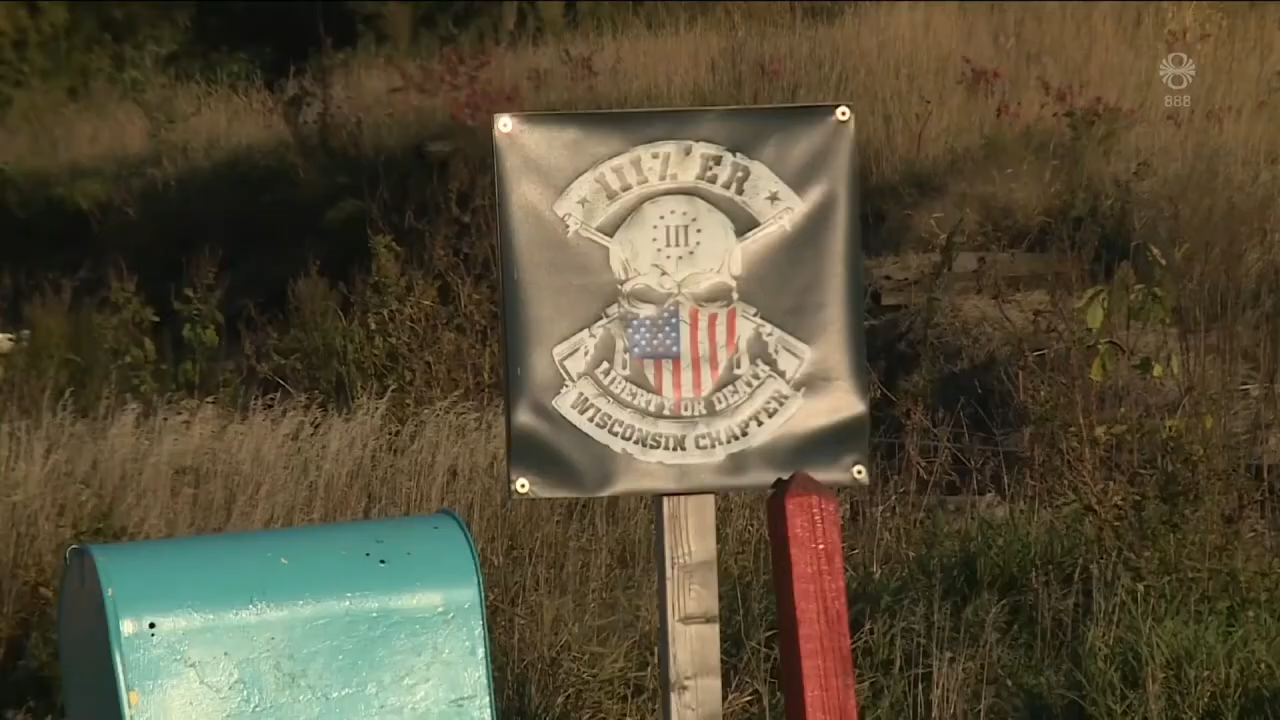 888
III% ER
III
LIBERTY OR DEATH
WISCONSIN CHAPTER